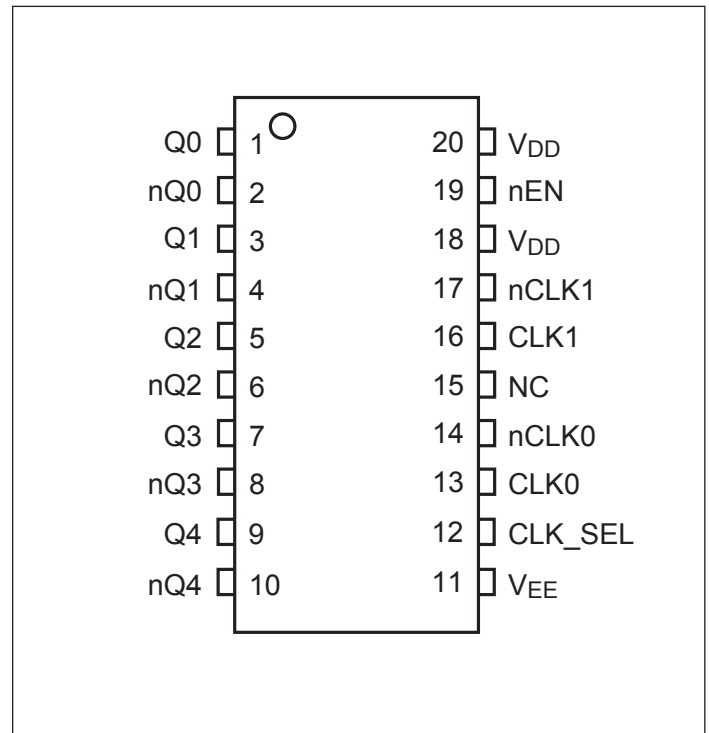 Q0 1 20 VDD
nQ0 2 19 nEN
Q1 3 18 VDD
nQ1 4 17 nCLK1
Q2 5 16 CLK1
nQ2 6 15 NC
Q3 7 14 nCLK0
nQ3 8 13 CLK0
Q4 9 12 CLK_SEL
nQ4 10 11 VEE